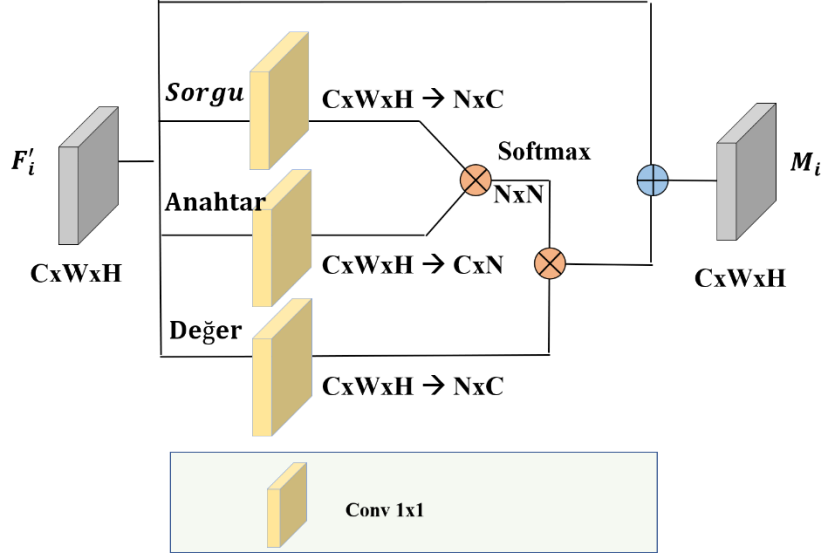 Sorgu
CxWxH → NxC
F'ᵢ
Softmax
Mᵢ
NxN
Anahtar
CxWxH
CxWxH → CxN
CxWxH
Değer
CxWxH → NxC
Conv 1x1